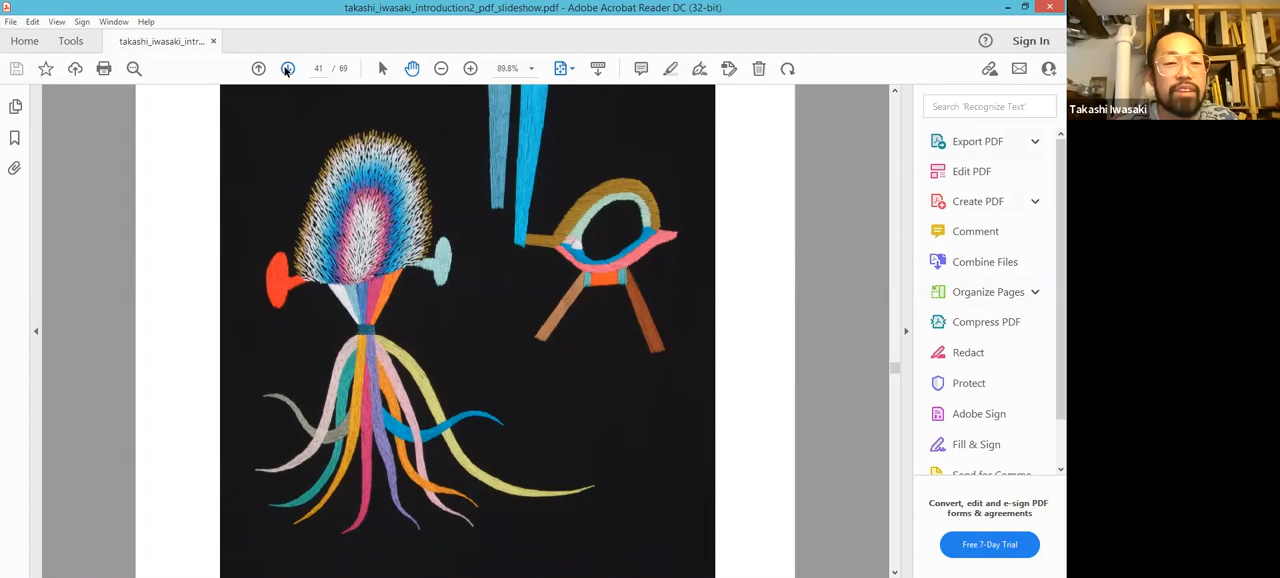 takashi_iwasaki_introduction2_pdf_slideshow.pdf - Adobe Acrobat Reader DC (32-bit)
File Edit View Sign Window Help
Home Tools takashi_iwasaki_intr... × Sign In
41 / 69 89.8%
Takashi Iwasaki
Search 'Recognize Text'
Export PDF
Edit PDF
Create PDF
Comment
Combine Files
Organize Pages
Compress PDF
Redact
Protect
Adobe Sign
Fill & Sign
Send for Comme
Convert, edit and e-sign PDF
forms & agreements
Free 7-Day Trial